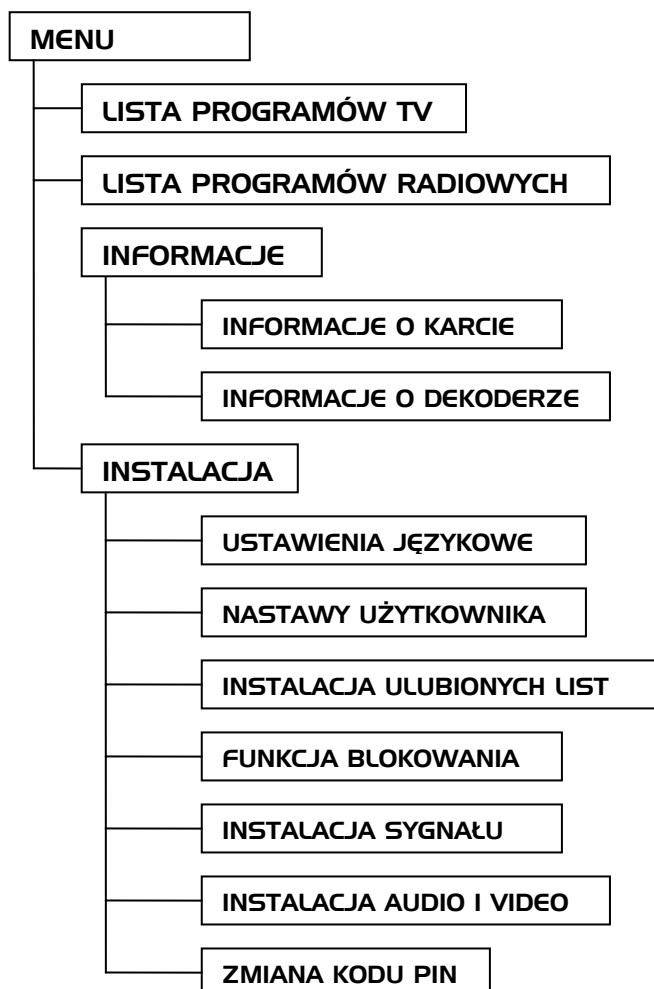 MENU
LISTA PROGRAMÓW TV
LISTA PROGRAMÓW RADIOWYCH
INFORMACJE
INFORMACJE O KARCIE
INFORMACJE O DEKODERZE
INSTALACJA
USTAWIENIA JĘZYKOWE
NASTAWY UŻYTKOWNIKA
INSTALACJA ULUBIONYCH LIST
FUNKCJA BLOKOWANIA
INSTALACJA SYGNAŁU
INSTALACJA AUDIO I VIDEO
ZMIANA KODU PIN